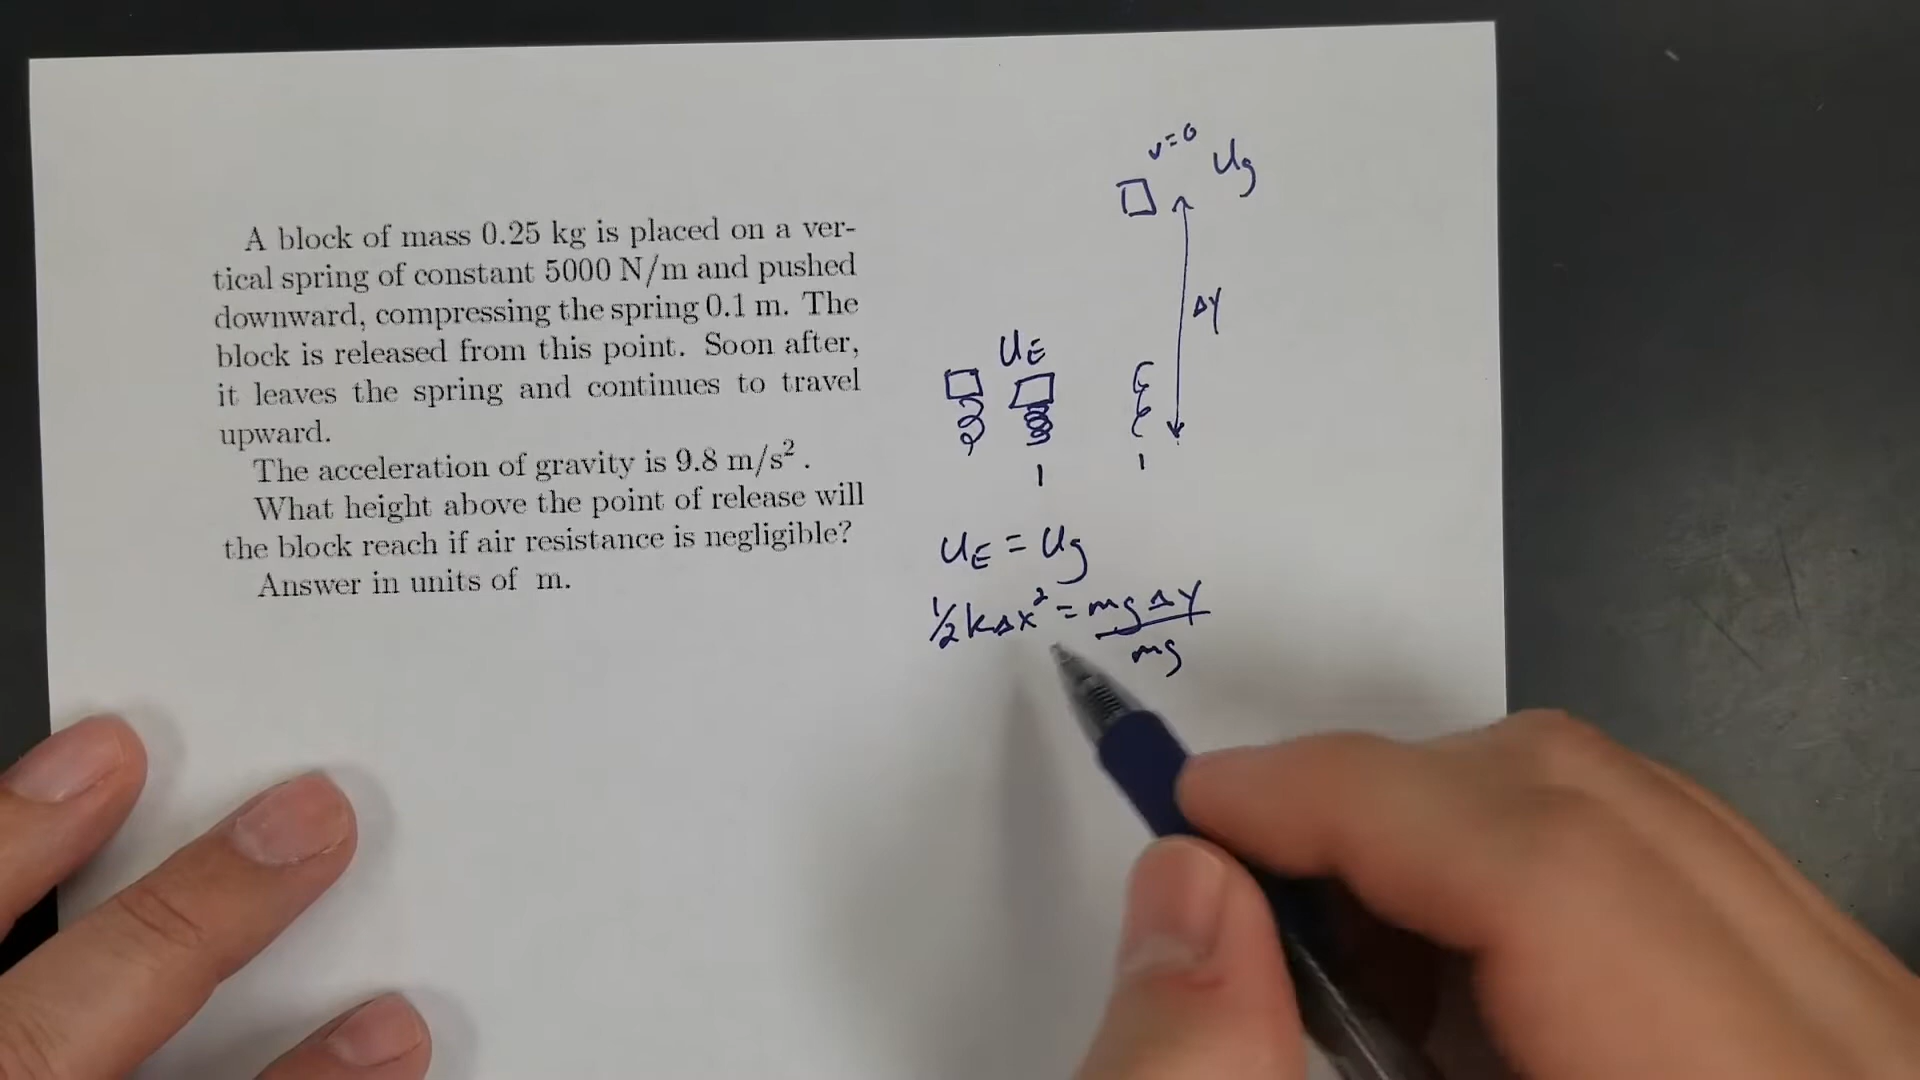 A block of mass 0.25 kg is placed on a ver-
tical spring of constant 5000 N/m and pushed
downward, compressing the spring 0.1 m. The
block is released from this point. Soon after,
it leaves the spring and continues to travel
upward.
The acceleration of gravity is 9.8 m/s² .
What height above the point of release will
the block reach if air resistance is negligible?
Answer in units of m.
v=0 Ug
ΔY
UE
UE = Ug
½kΔx² = mgΔY
mg